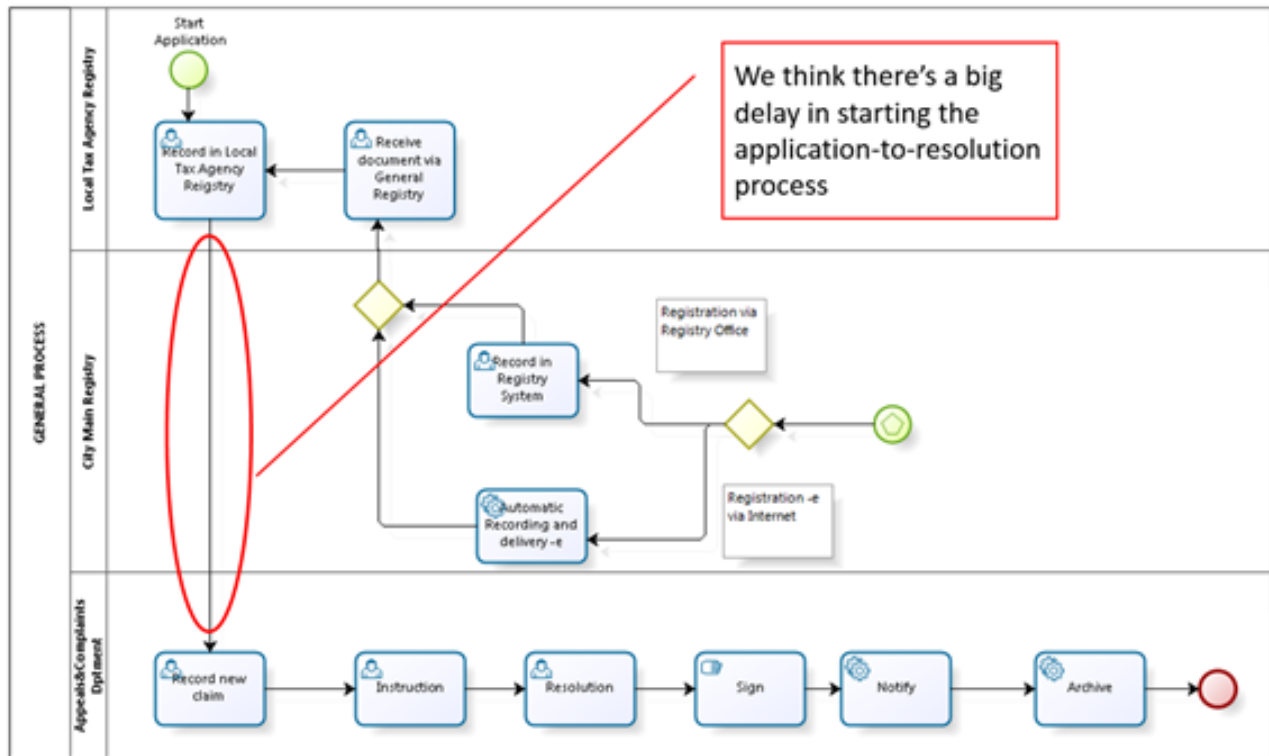 Start
Application
We think there's a big
delay in starting the
application-to-resolution
process
GENERAL PROCESS
Local Tax Agency Registry
Record in Local
Tax Agency
Reigstry
Receive
document via
General
Registry
City Main Registry
Registration via
Registry Office
Record in
Registry
System
Registration -e
via Internet
Automatic
Recording and
delivery -e
Appeals&Complaints
Dptment
Record new
claim
Instruction
Resolution
Sign
Notify
Archive